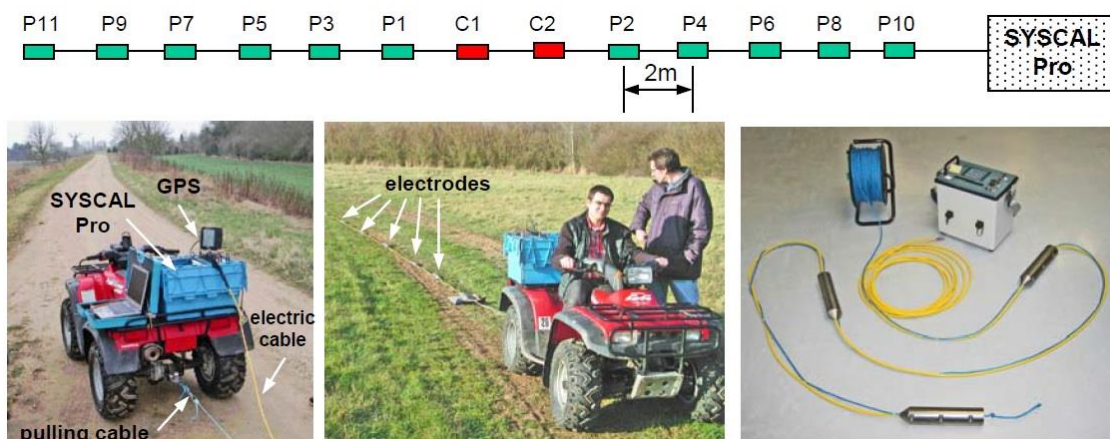 P11 P9 P7 P5 P3 P1 C1 C2 P2 P4 P6 P8 P10
SYSCAL
Pro
2m
GPS
SYSCAL
Pro
electric
cable
pulling cable
electrodes